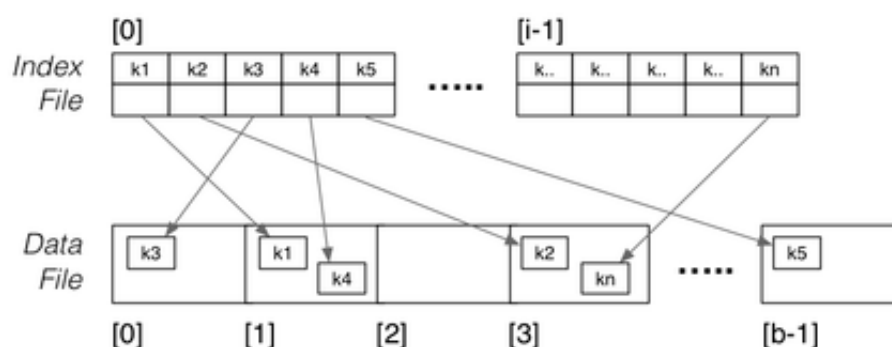 [0] [i-1]
Index File k1 k2 k3 k4 k5 ..... k.. k.. k.. k.. kn
Data File k3 k1 k4 k2 kn ..... k5
[0] [1] [2] [3] [b-1]